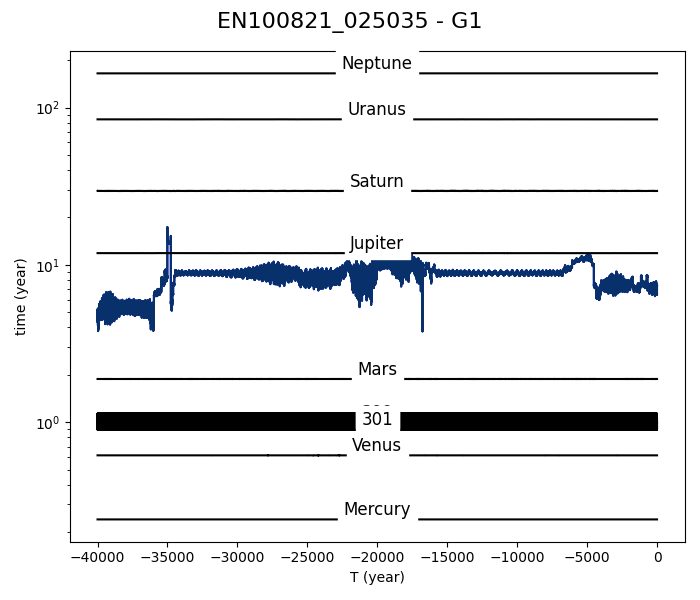 EN100821_025035 - G1
Neptune
10²
Uranus
Saturn
Jupiter
10¹
time (year)
Mars
10⁰
301
Venus
Mercury
−40000 −35000 −30000 −25000 −20000 −15000 −10000 −5000 0
T (year)